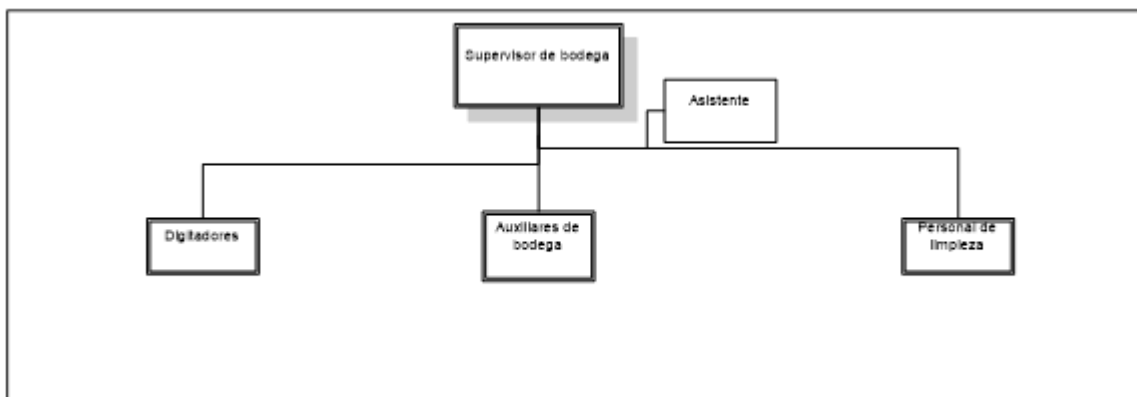 Supervisor de bodega
Asistente
Digitadores
Auxiliares de
bodega
Personal de
limpieza